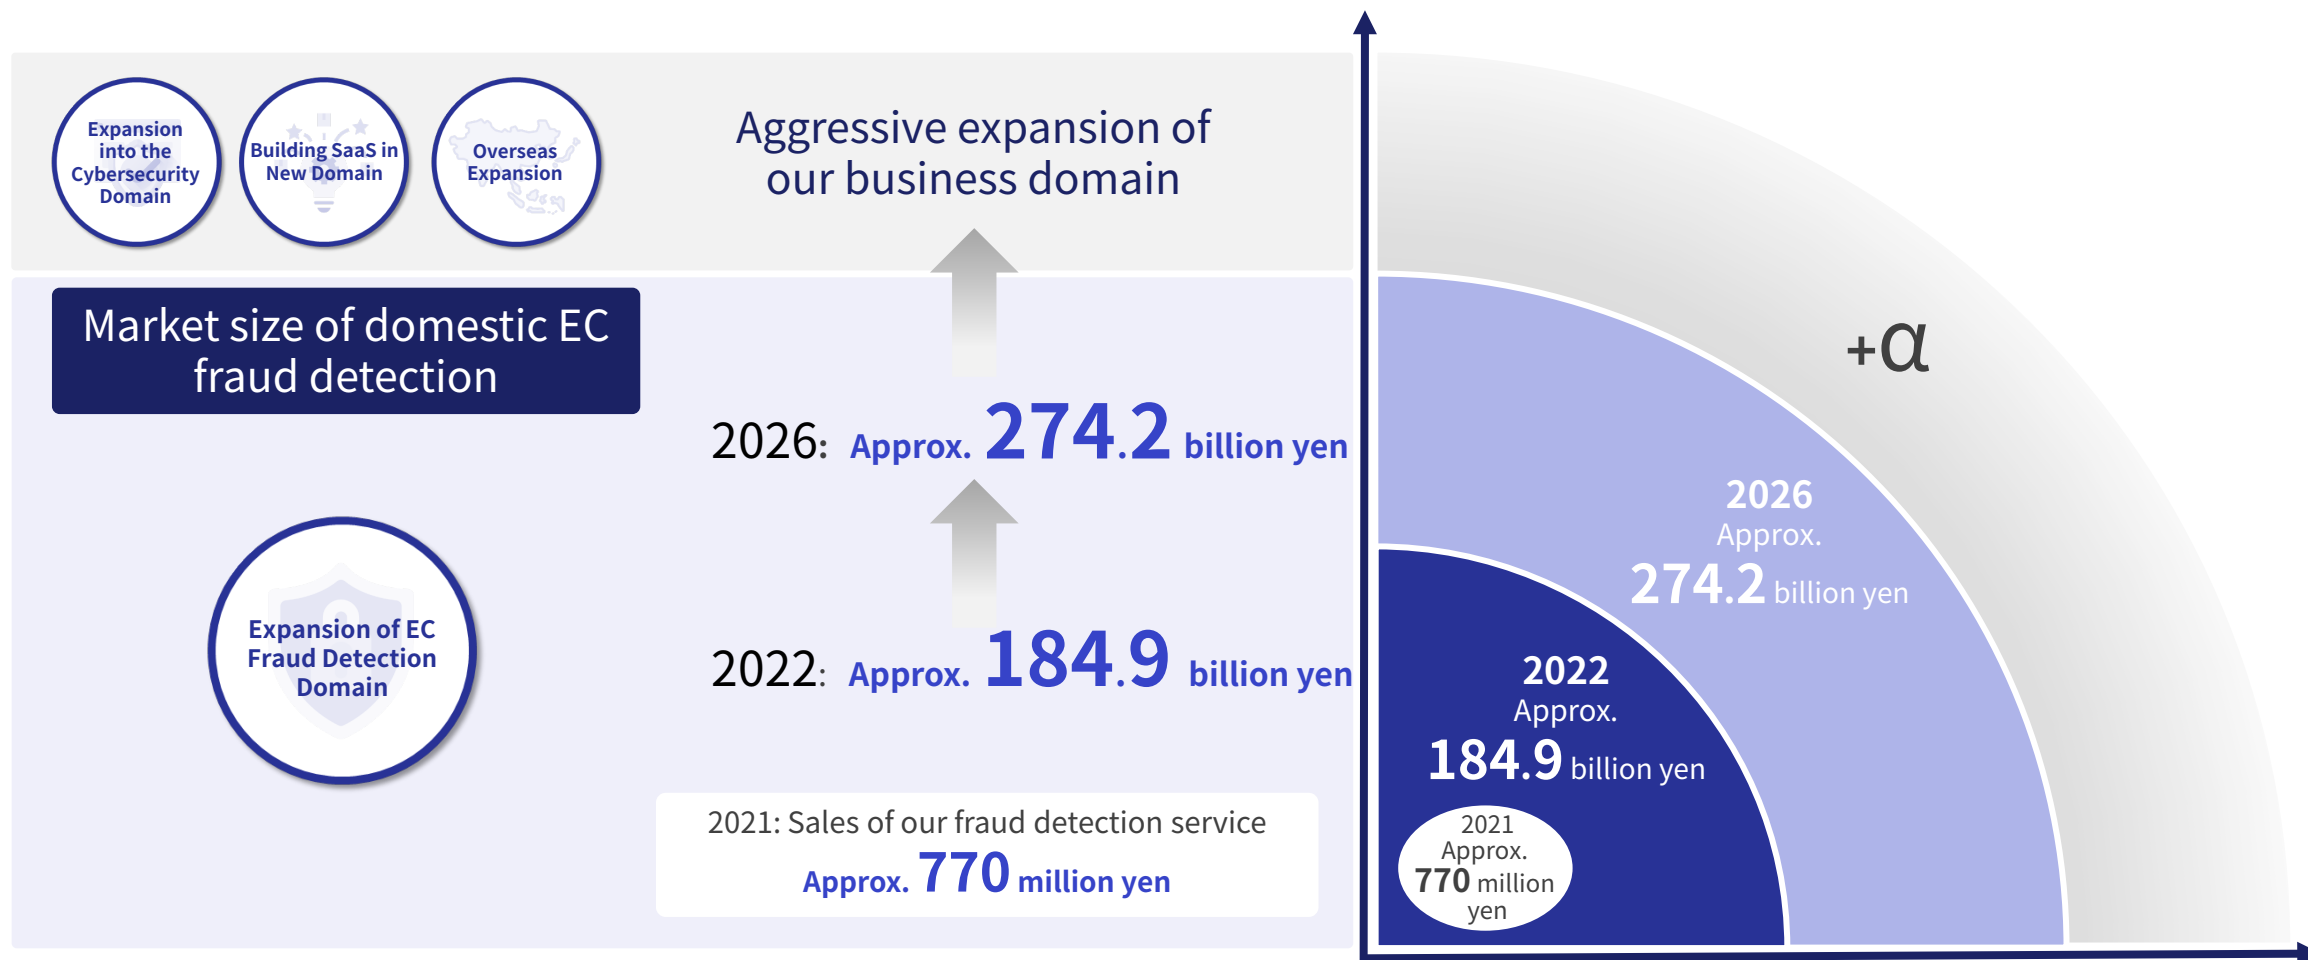 Expansion
into the
Cybersecurity
Domain
Building SaaS in
New Domain
Overseas
Expansion
Aggressive expansion of
our business domain
Market size of domestic EC
fraud detection
2026: Approx. 274.2 billion yen
Expansion of EC
Fraud Detection
Domain
2022: Approx. 184.9 billion yen
2021: Sales of our fraud detection service
Approx. 770 million yen
+α
2026
Approx.
274.2 billion yen
2022
Approx.
184.9 billion yen
2021
Approx.
770 million
yen